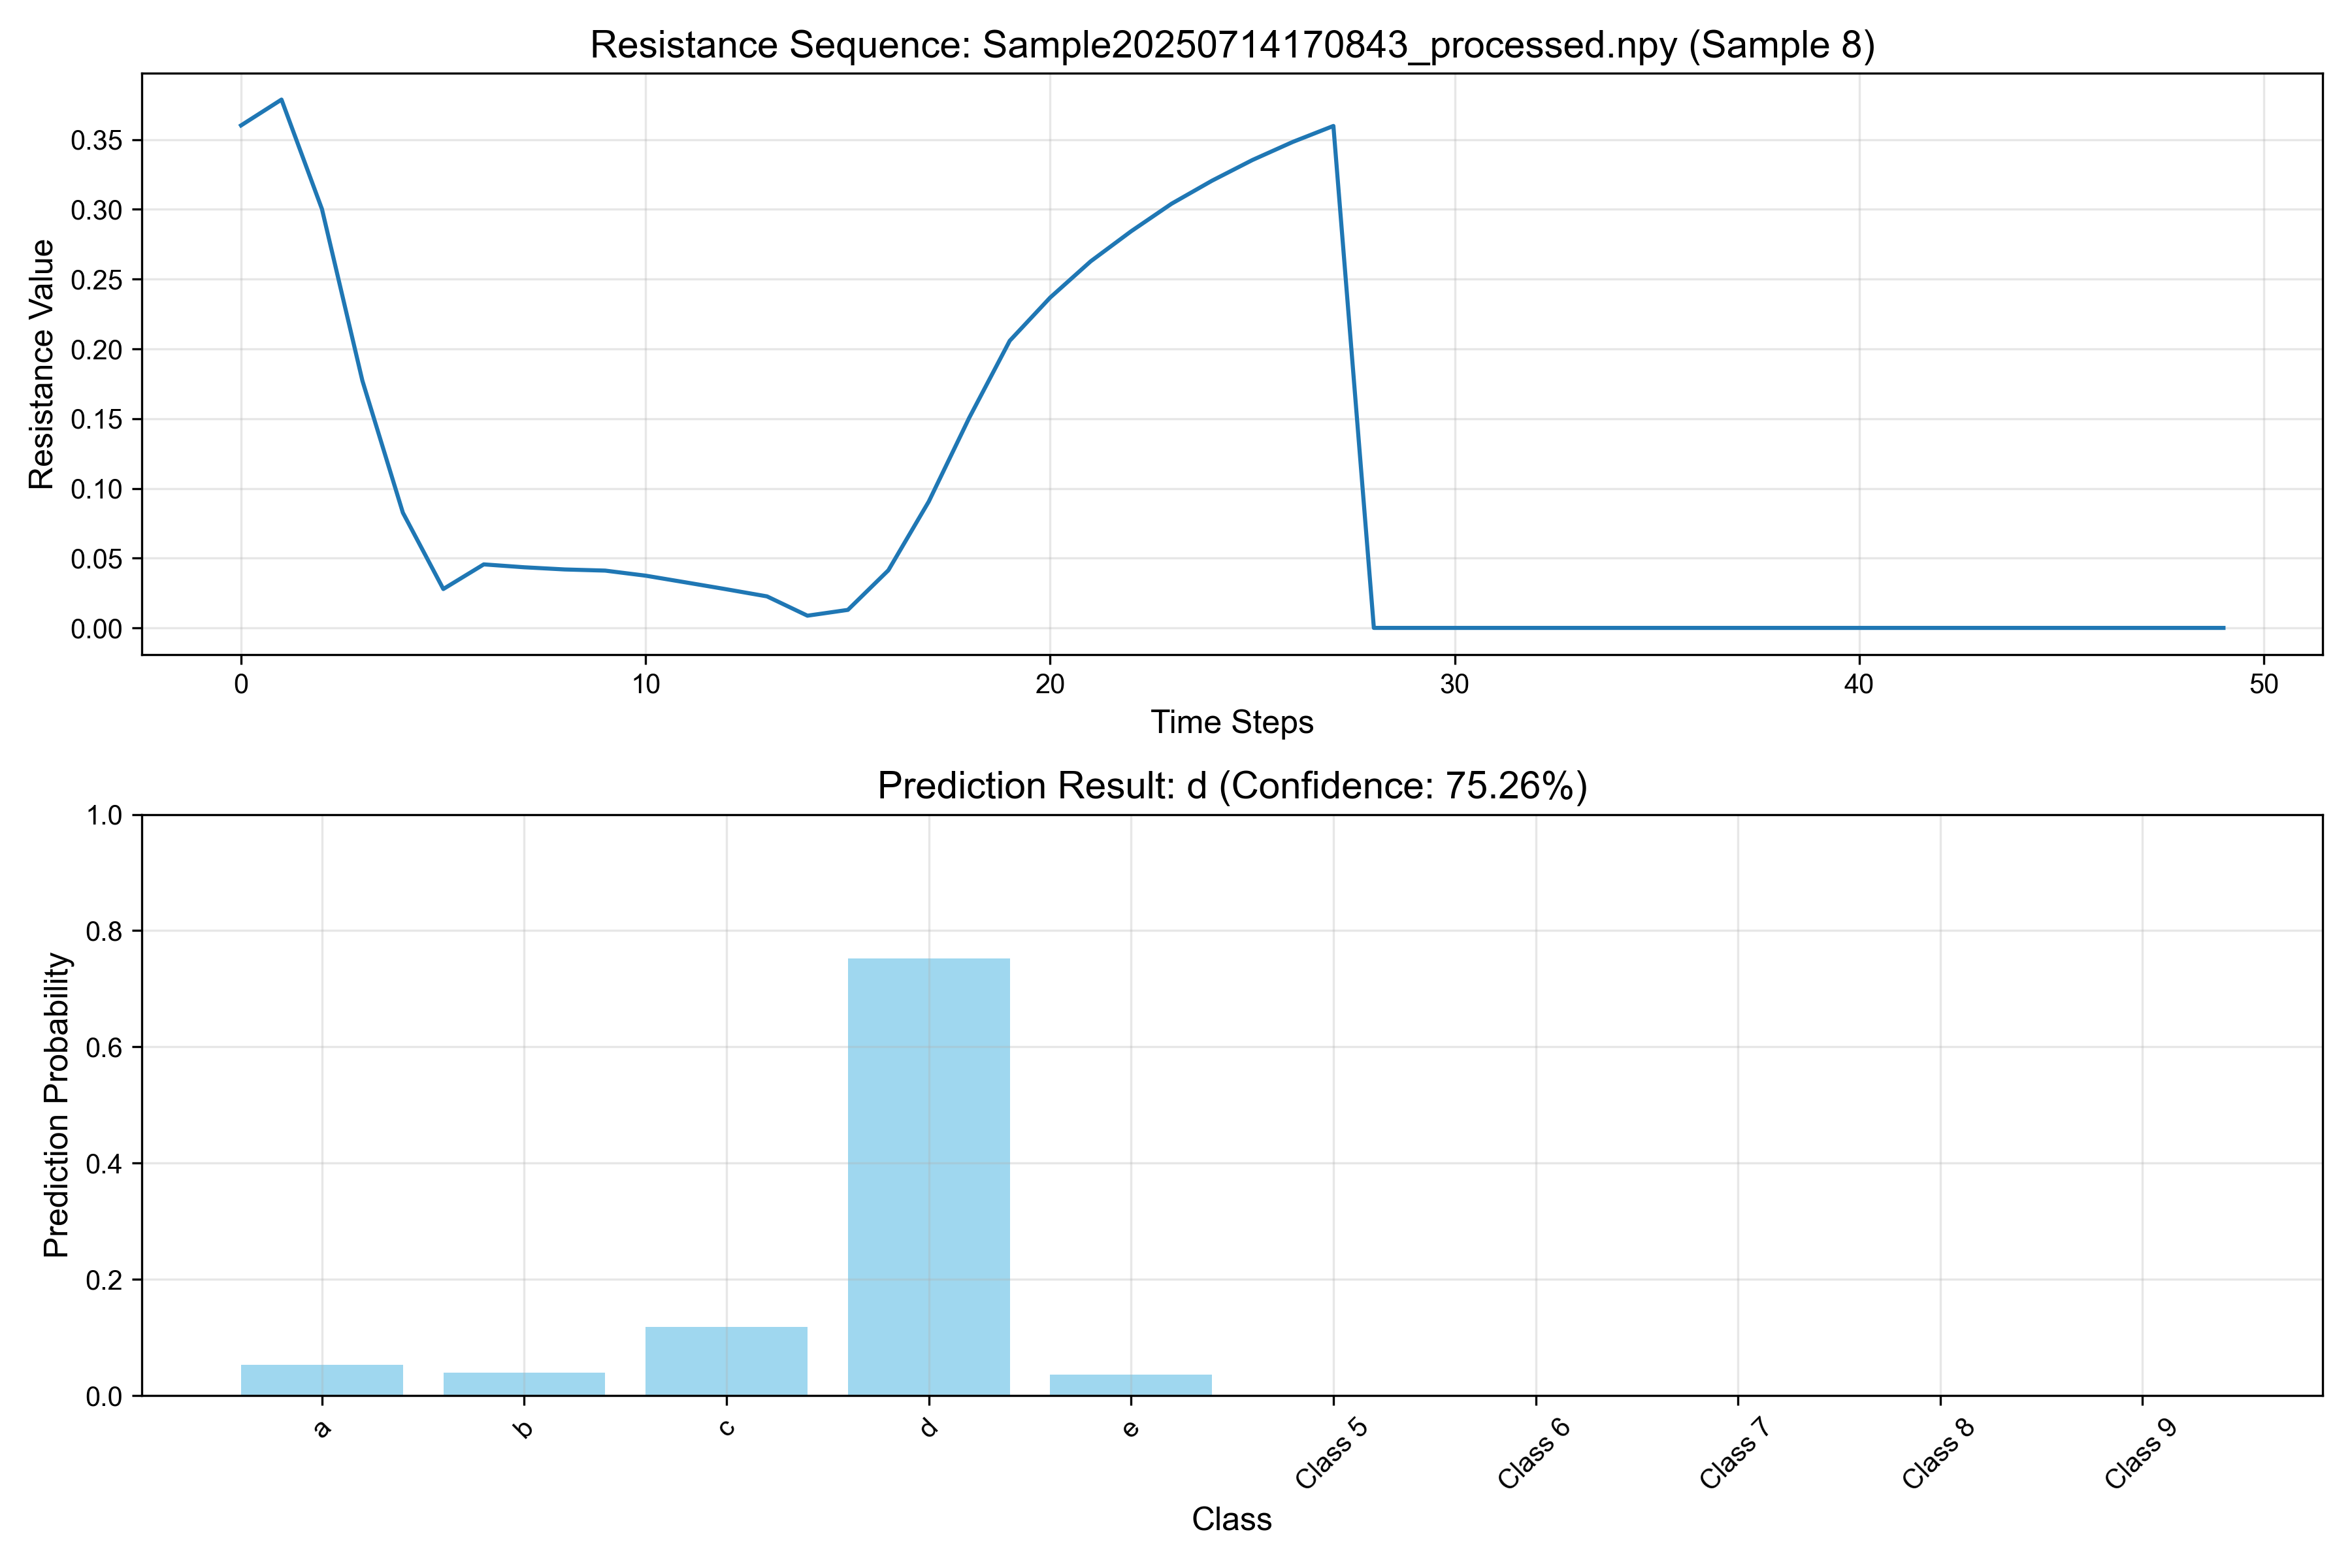 Resistance Sequence: Sample20250714170843_processed.npy (Sample 8)
Resistance Value
0.35
0.30
0.25
0.20
0.15
0.10
0.05
0.00
0 10 20 30 40 50
Time Steps
Prediction Result: d (Confidence: 75.26%)
Prediction Probability
1.0
0.8
0.6
0.4
0.2
0.0
a b c d e Class 5 Class 6 Class 7 Class 8 Class 9
Class